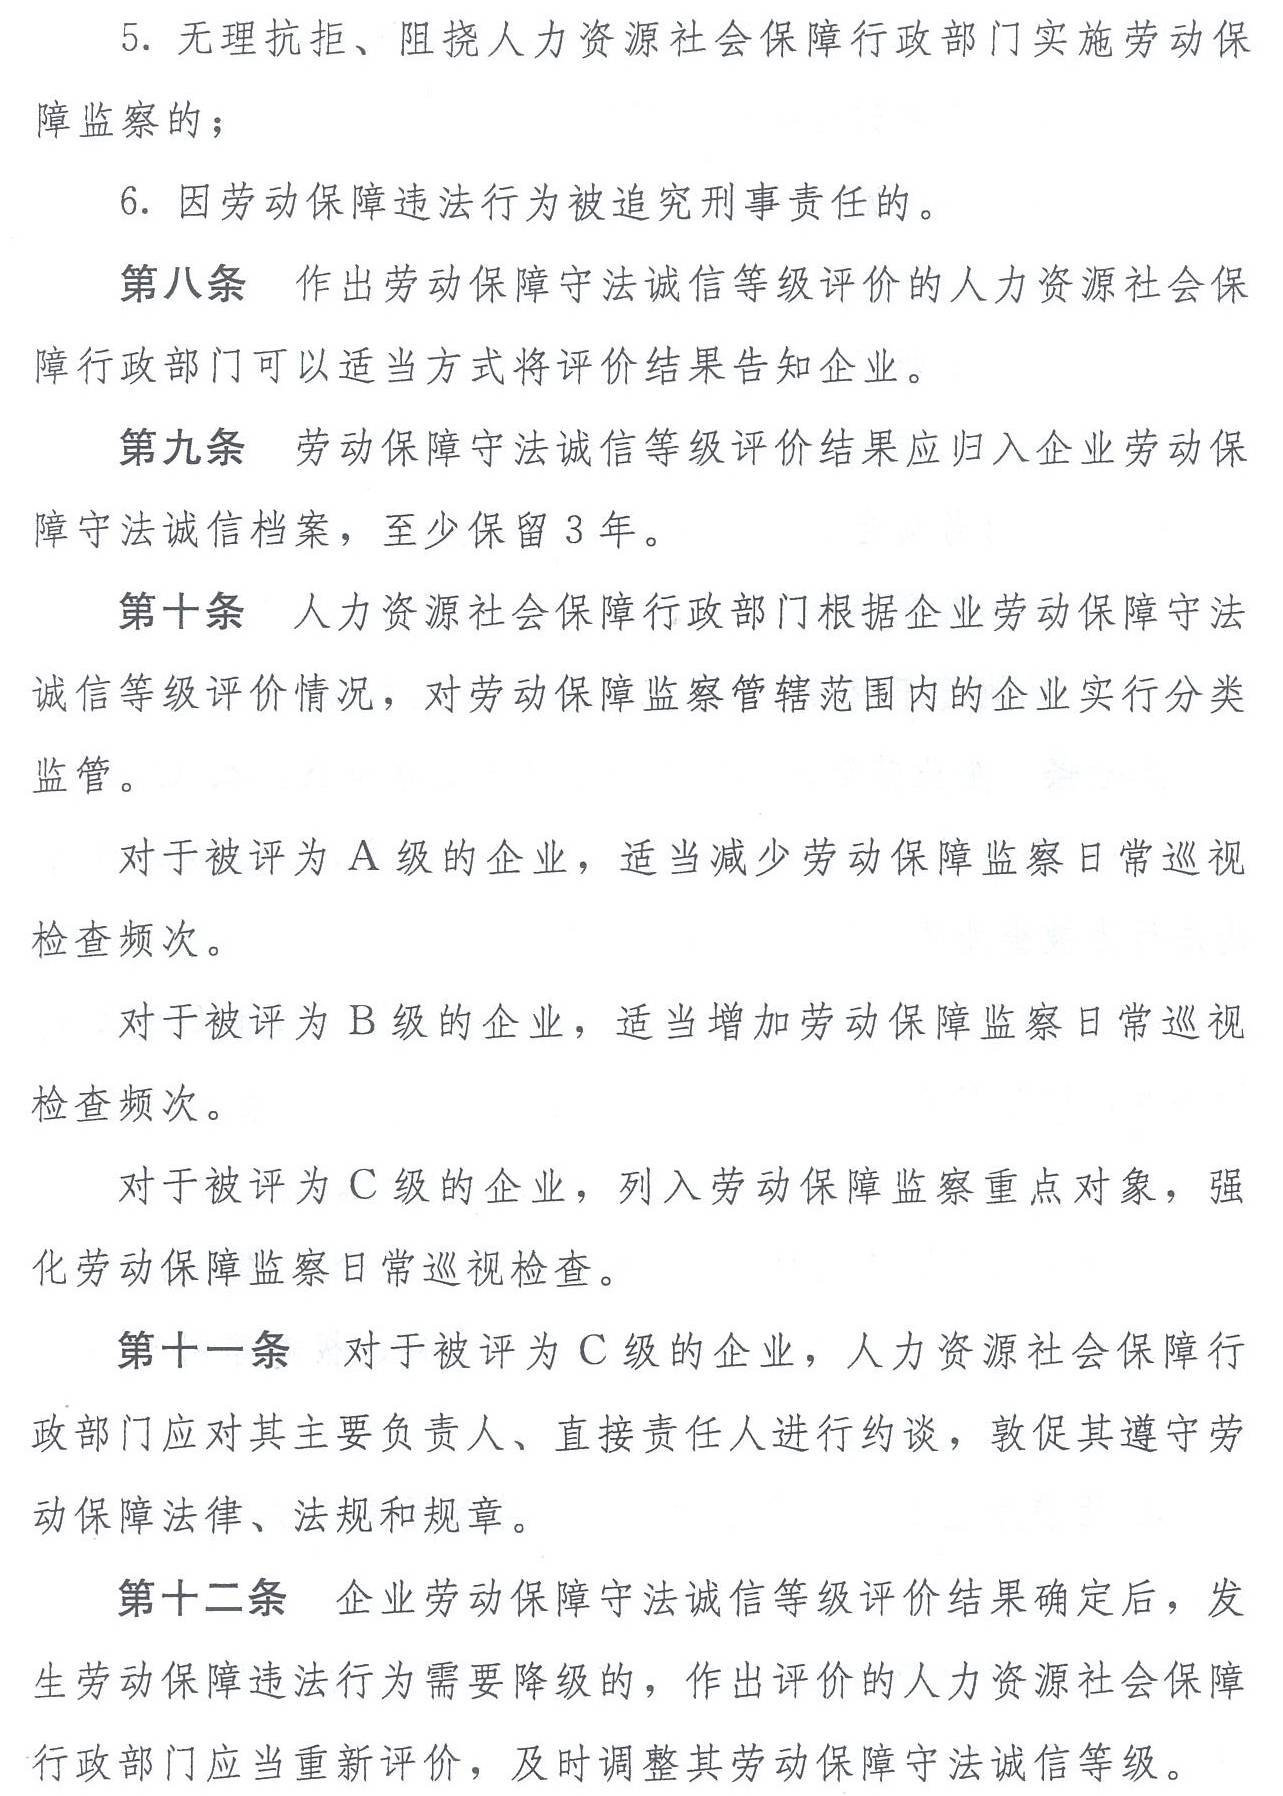 5. 无理抗拒、阻挠人力资源社会保障行政部门实施劳动保
障监察的；
6. 因劳动保障违法行为被追究刑事责任的。
第八条 作出劳动保障守法诚信等级评价的人力资源社会保
障行政部门可以适当方式将评价结果告知企业。
第九条 劳动保障守法诚信等级评价结果应归入企业劳动保
障守法诚信档案，至少保留 3 年。
第十条 人力资源社会保障行政部门根据企业劳动保障守法
诚信等级评价情况，对劳动保障监察管辖范围内的企业实行分类
监管。
对于被评为 A 级的企业，适当减少劳动保障监察日常巡视
检查频次。
对于被评为 B 级的企业，适当增加劳动保障监察日常巡视
检查频次。
对于被评为 C 级的企业，列入劳动保障监察重点对象，强
化劳动保障监察日常巡视检查。
第十一条 对于被评为 C 级的企业，人力资源社会保障行
政部门应对其主要负责人、直接责任人进行约谈，敦促其遵守劳
动保障法律、法规和规章。
第十二条 企业劳动保障守法诚信等级评价结果确定后，发
生劳动保障违法行为需要降级的，作出评价的人力资源社会保障
行政部门应当重新评价，及时调整其劳动保障守法诚信等级。